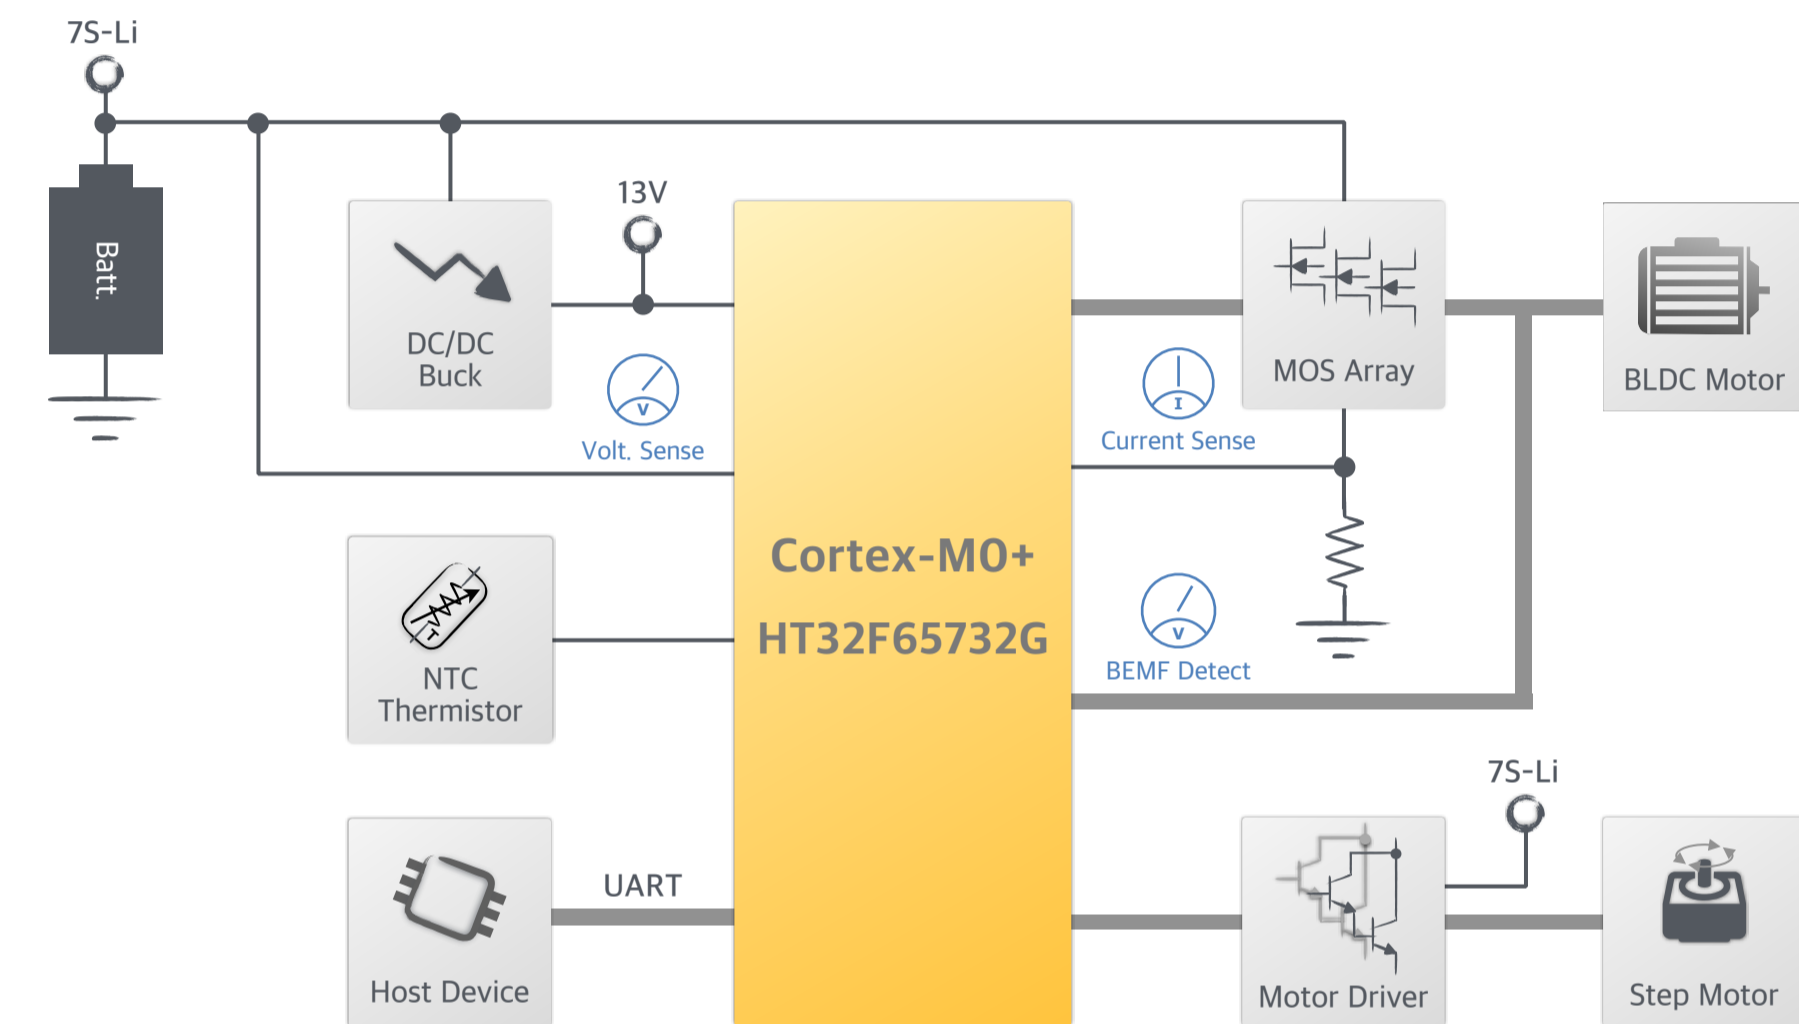 7S-Li
Batt.
DC/DC
Buck
13V
V
Volt. Sense
NTC
Thermistor
T
Host Device
UART
Cortex-M0+
HT32F65732G
MOS Array
BLDC Motor
I
Current Sense
V
BEMF Detect
7S-Li
Motor Driver
Step Motor